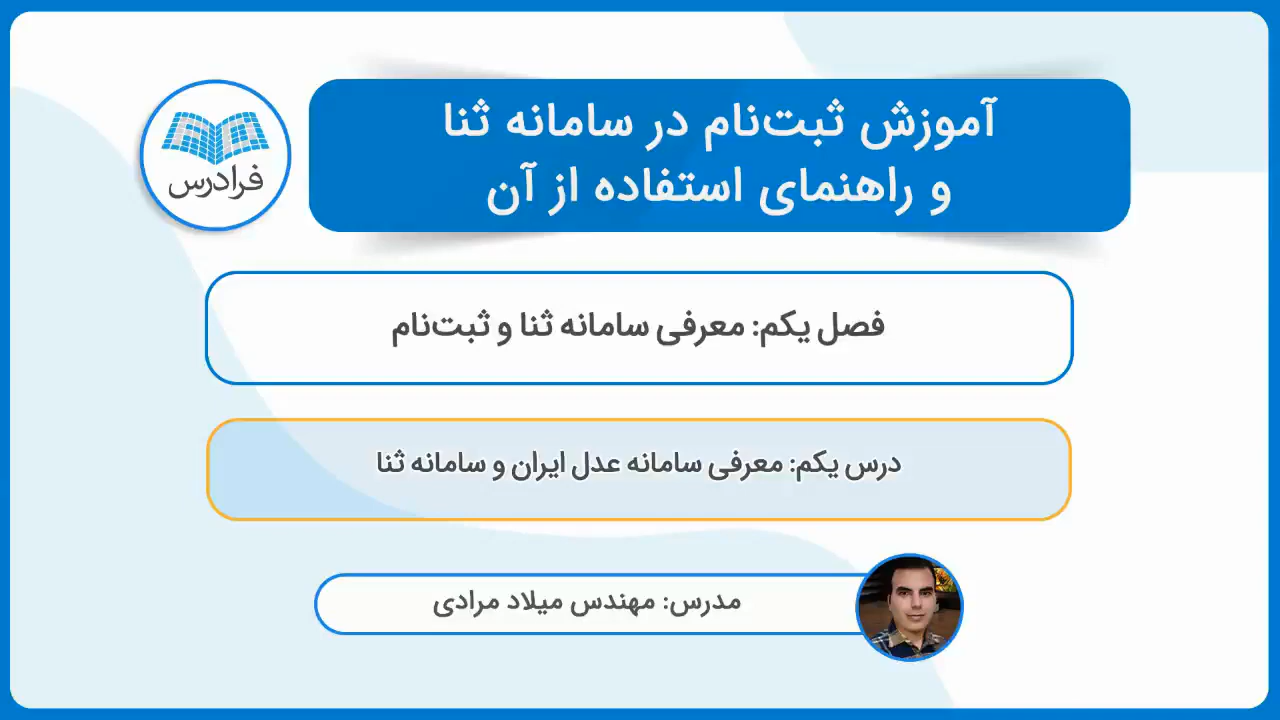 آموزش ثبت‌نام در سامانه ثنا
و راهنمای استفاده از آن
فرادرس
فصل یکم: معرفی سامانه ثنا و ثبت‌نام
درس یکم: معرفی سامانه عدل ایران و سامانه ثنا
مدرس: مهندس میلاد مرادی